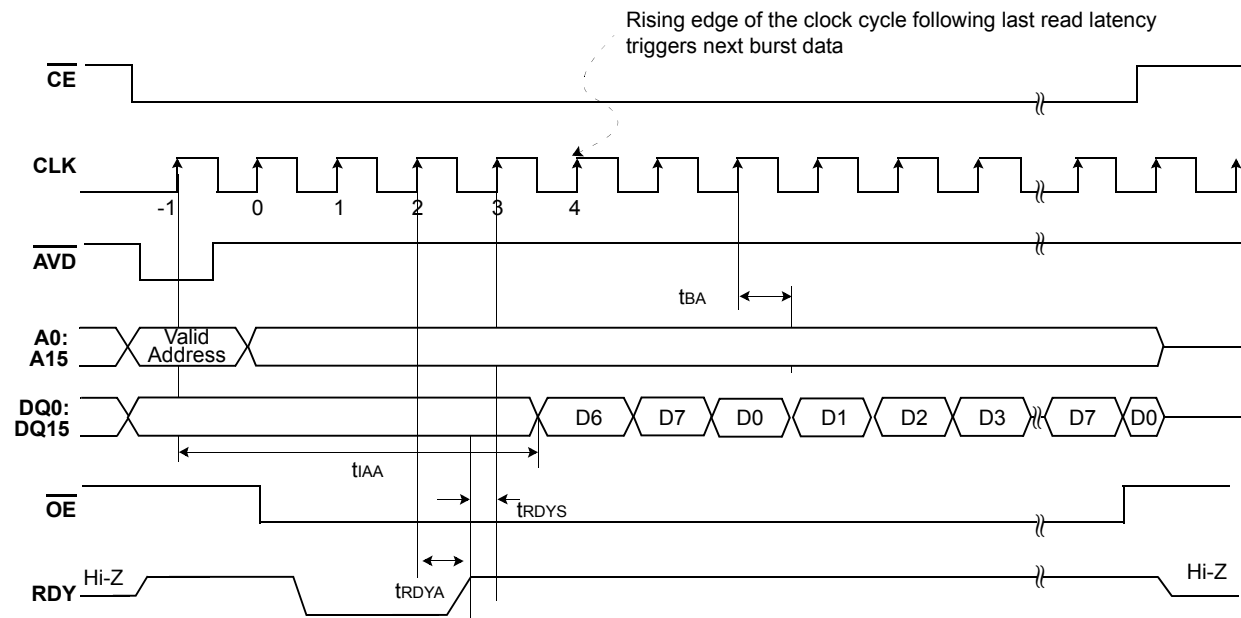 Rising edge of the clock cycle following last read latency
triggers next burst data
CE
CLK
-1 0 1 2 3 4
AVD
tBA
A0:
A15
Valid
Address
DQ0:
DQ15
D6 D7 D0 D1 D2 D3 D7 D0
tIAA
OE
tRDYS
Hi-Z
RDY
tRDYA
Hi-Z